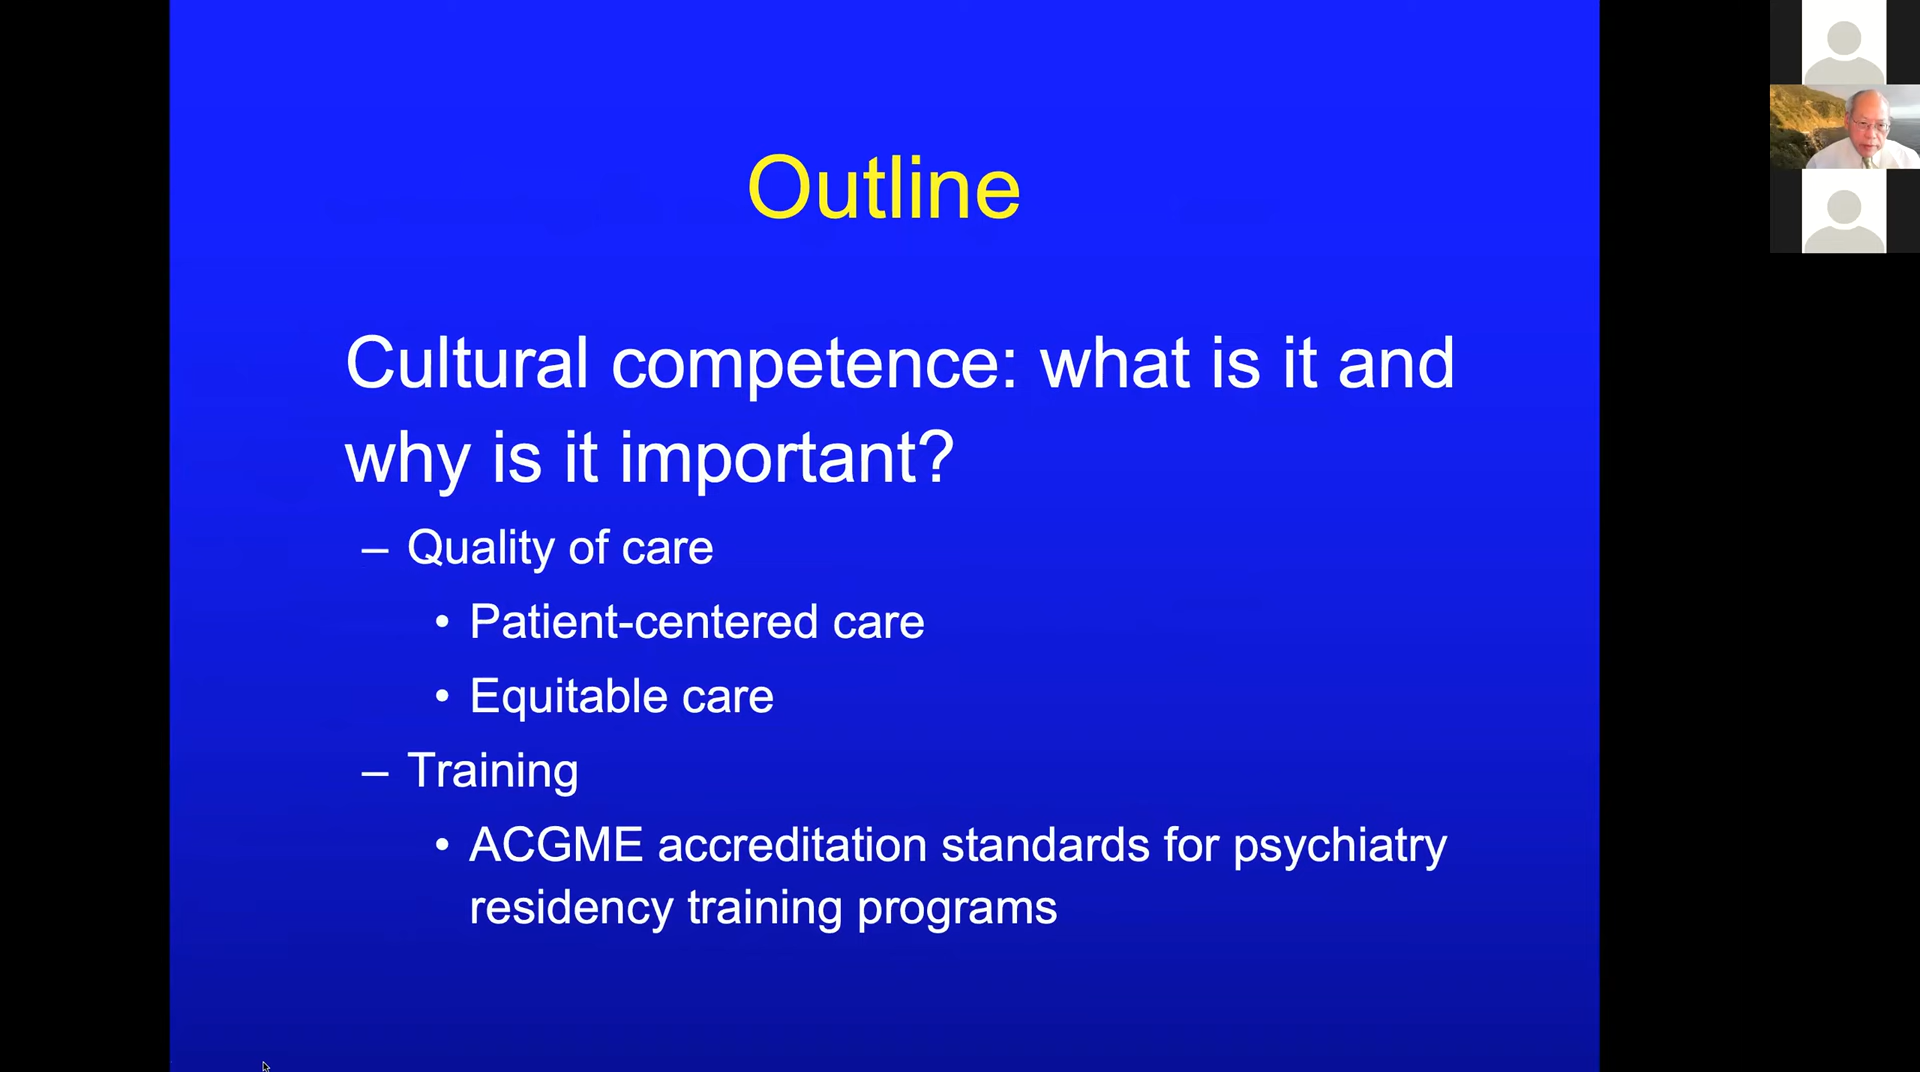 Outline
Cultural competence: what is it and
why is it important?
– Quality of care
• Patient-centered care
• Equitable care
– Training
• ACGME accreditation standards for psychiatry
residency training programs